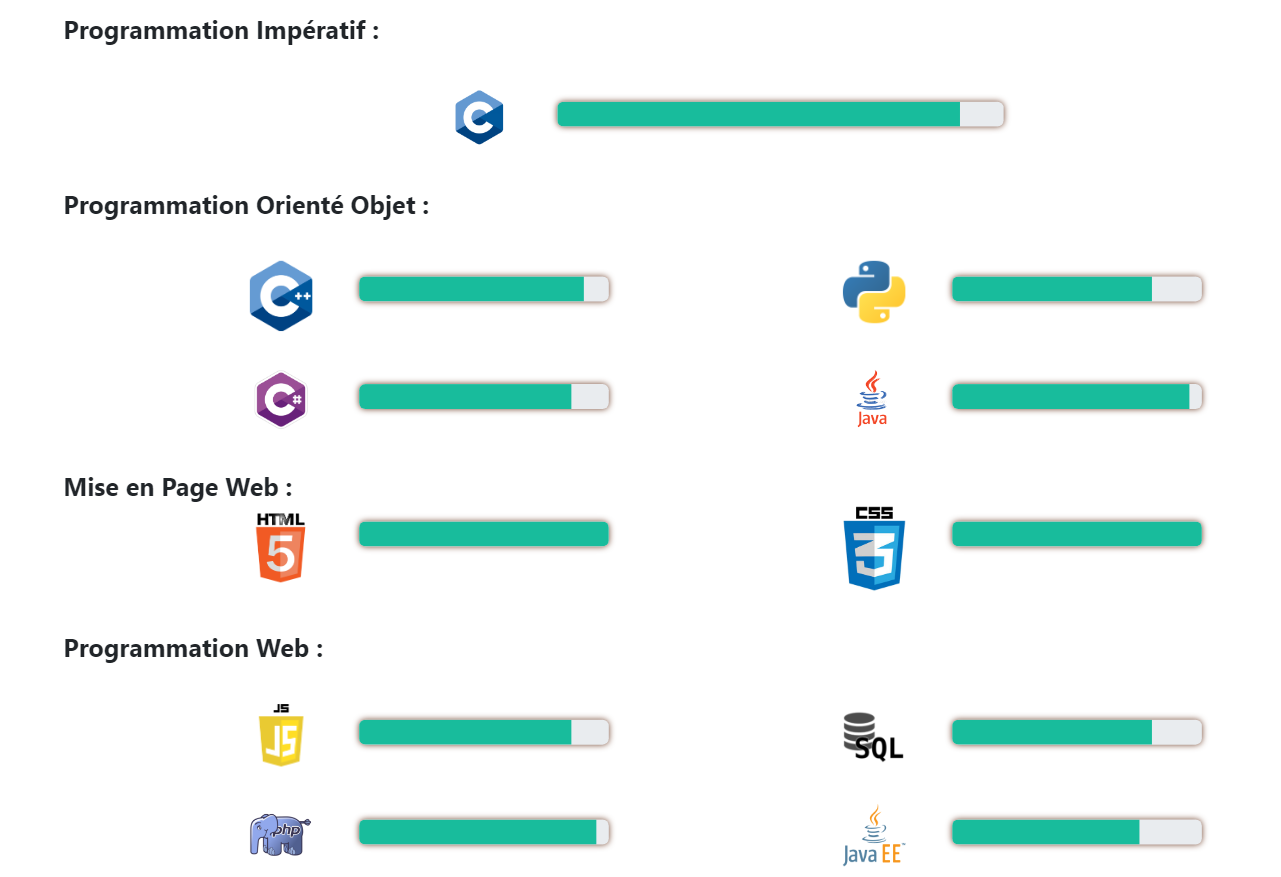 Programmation Impératif :
C
Programmation Orienté Objet :
C++
C#
Java
Mise en Page Web :
HTML
5
CSS
3
Programmation Web :
JS
JS
SQL
php
Java EE™